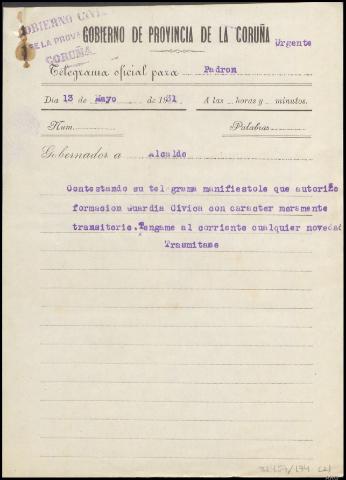 GOBIERNO CIVIL
DE LA PROVA
CORUÑA
GOBIERNO DE PROVINCIA DE LA CORUÑA
Urgente
Telegrama oficial para Padron
Día 13 de Mayo de 1931 A las horas y minutos.
Núm. Palabras
Gobernador a Alcalde
Contestando su telegrama manifiestole que autorizo
formacion Guardia Civica con caracter meramente
transitorio. Tengame al corriente cualquier novedad
Trasmitase